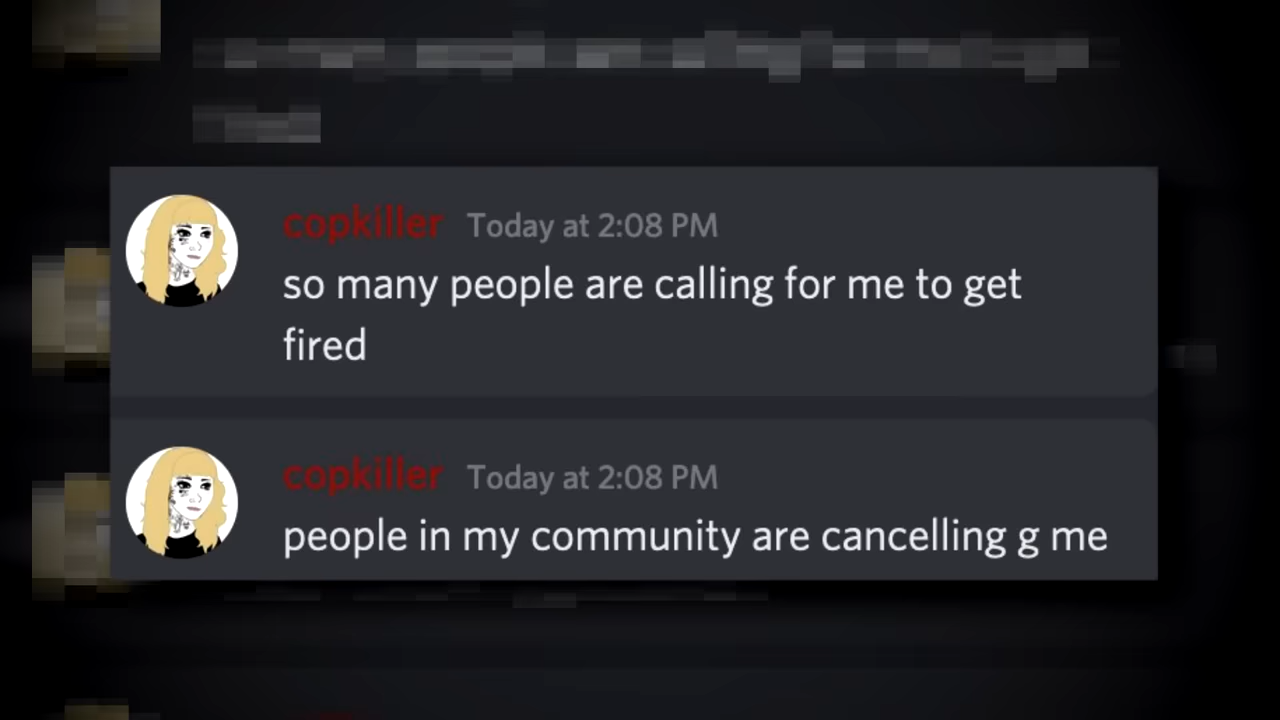 copkiller Today at 2:08 PM
so many people are calling for me to get
fired
copkiller Today at 2:08 PM
people in my community are cancelling g me